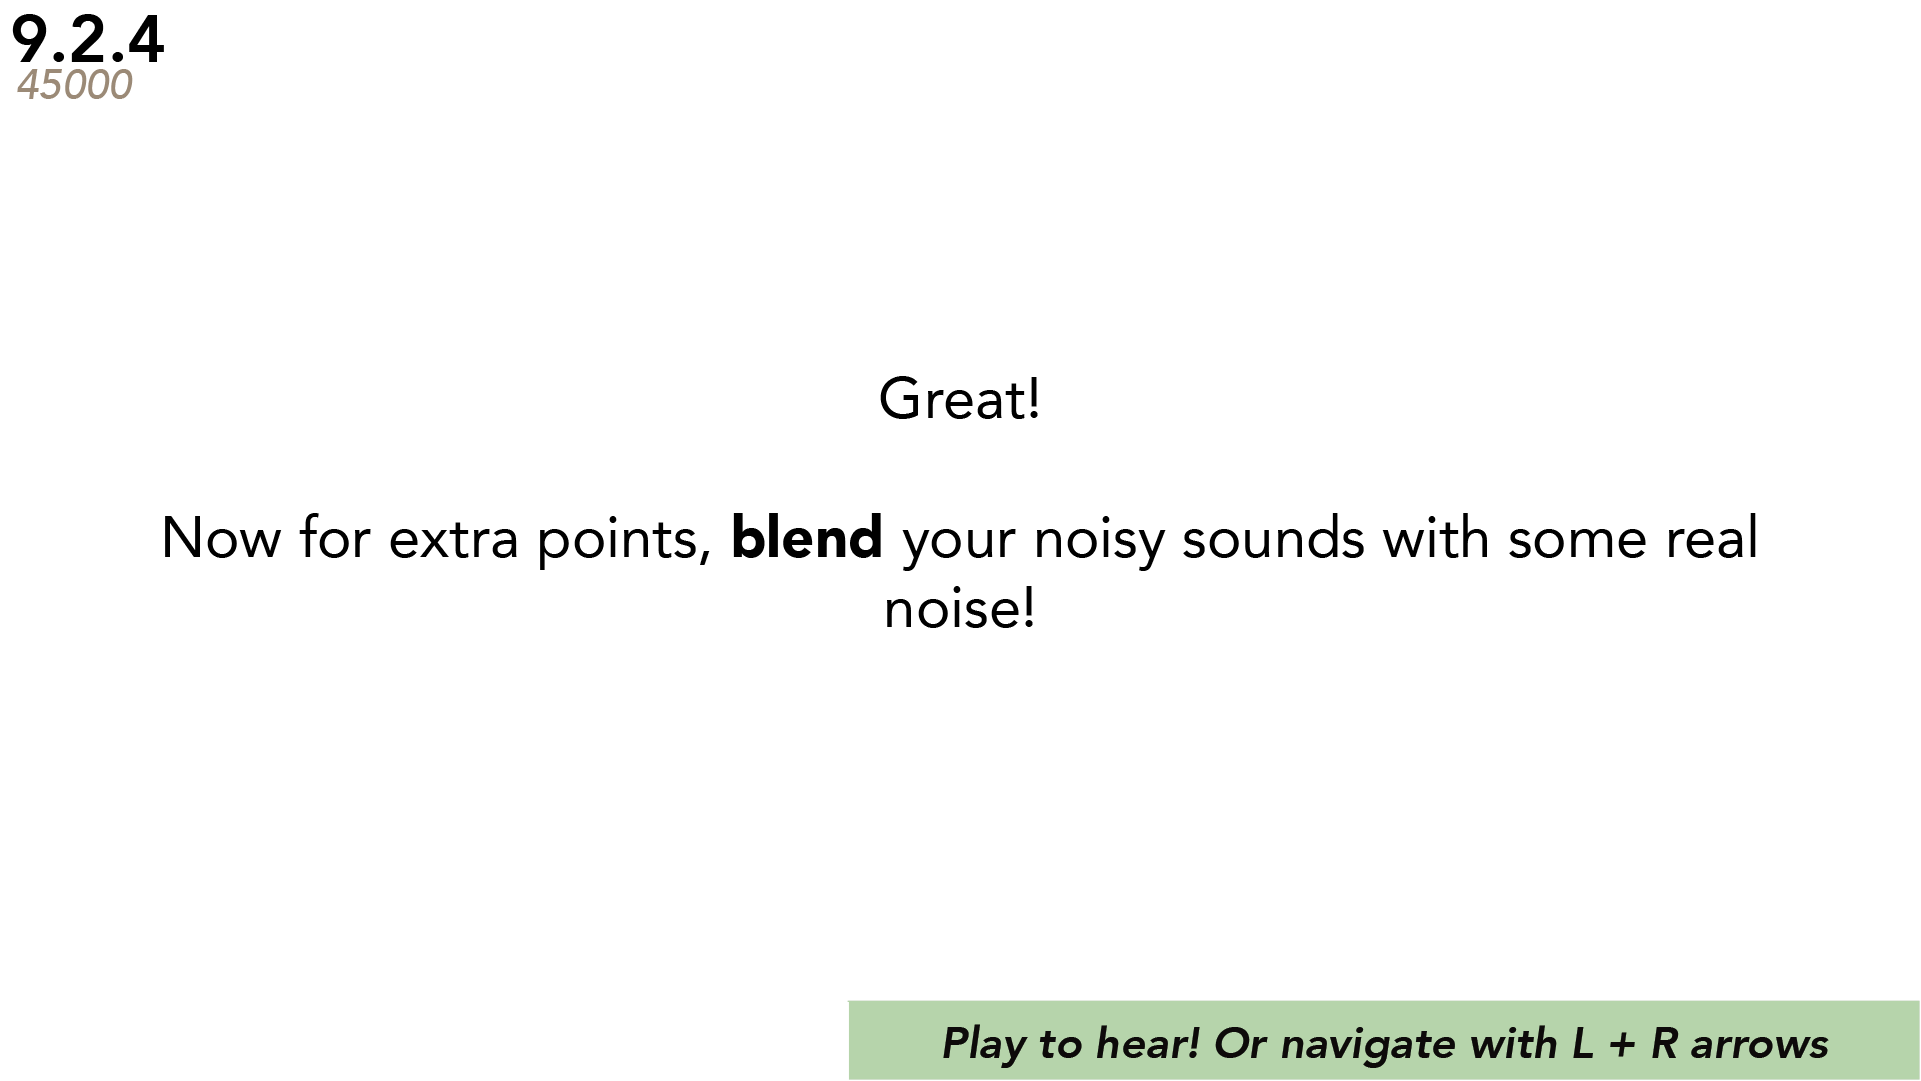 9.2.4
45000
Great!
Now for extra points, blend your noisy sounds with some real
noise!
Play to hear! Or navigate with L + R arrows